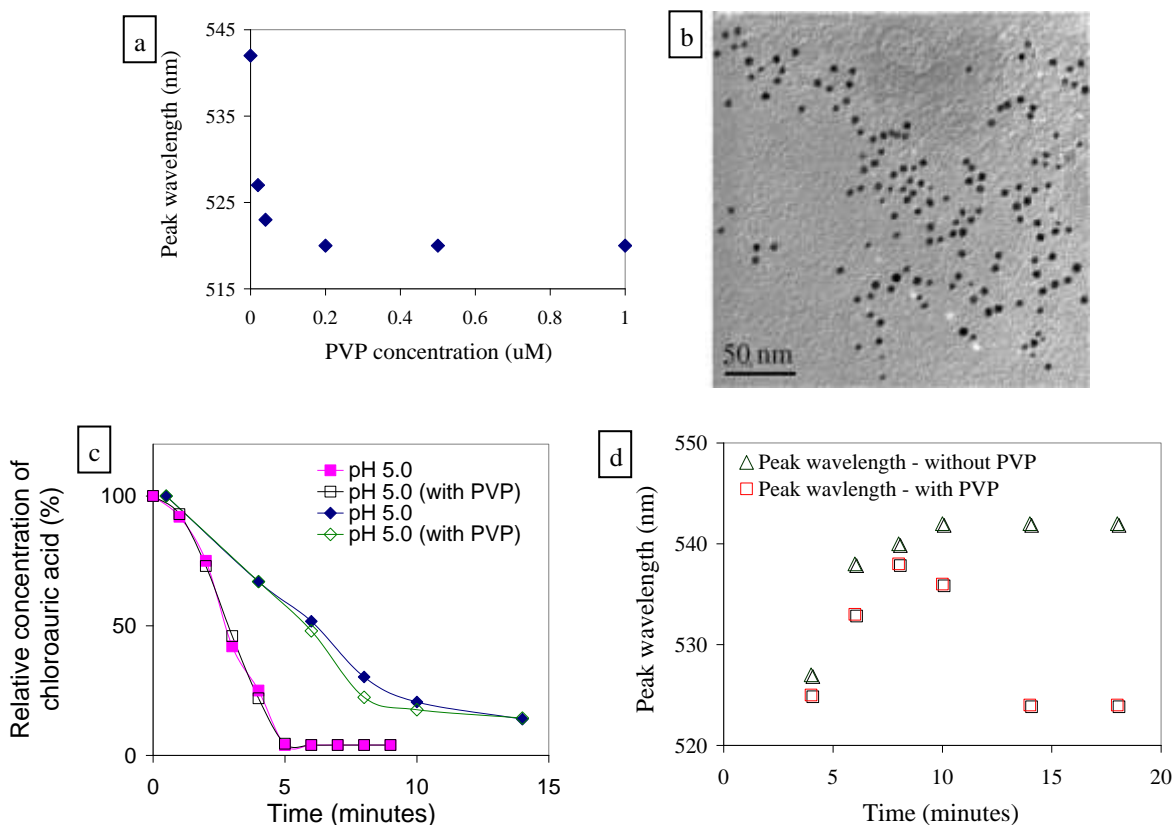 a
545
535
525
515
Peak wavelength (nm)
0 0.2 0.4 0.6 0.8 1
PVP concentration (uM)
b
50 nm
c
pH 5.0
pH 5.0 (with PVP)
pH 5.0
pH 5.0 (with PVP)
100
50
0
Relative concentration of
chloroauric acid (%)
0 5 10 15
Time (minutes)
d
Peak wavelength - without PVP
Peak wavlength - with PVP
550
540
530
520
Peak wavelength (nm)
0 5 10 15 20
Time (minutes)